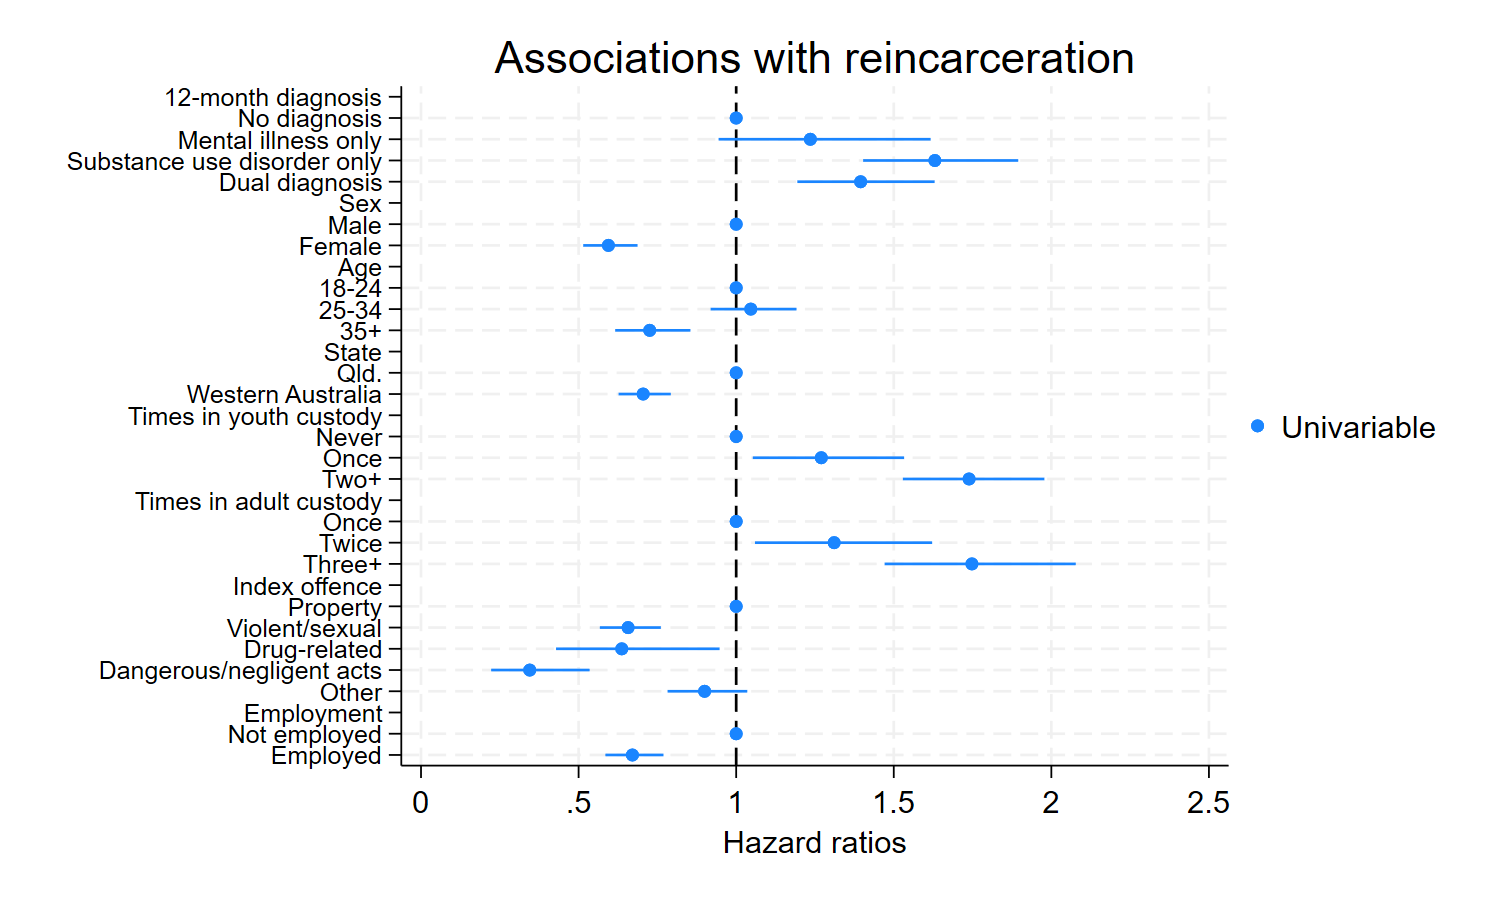 Associations with reincarceration
12-month diagnosis
No diagnosis
Mental illness only
Substance use disorder only
Dual diagnosis
Sex
Male
Female
Age
18-24
25-34
35+
State
Qld.
Western Australia
Times in youth custody
Never
Once
Two+
Times in adult custody
Once
Twice
Three+
Index offence
Property
Violent/sexual
Drug-related
Dangerous/negligent acts
Other
Employment
Not employed
Employed
0 .5 1 1.5 2 2.5
Hazard ratios
Univariable